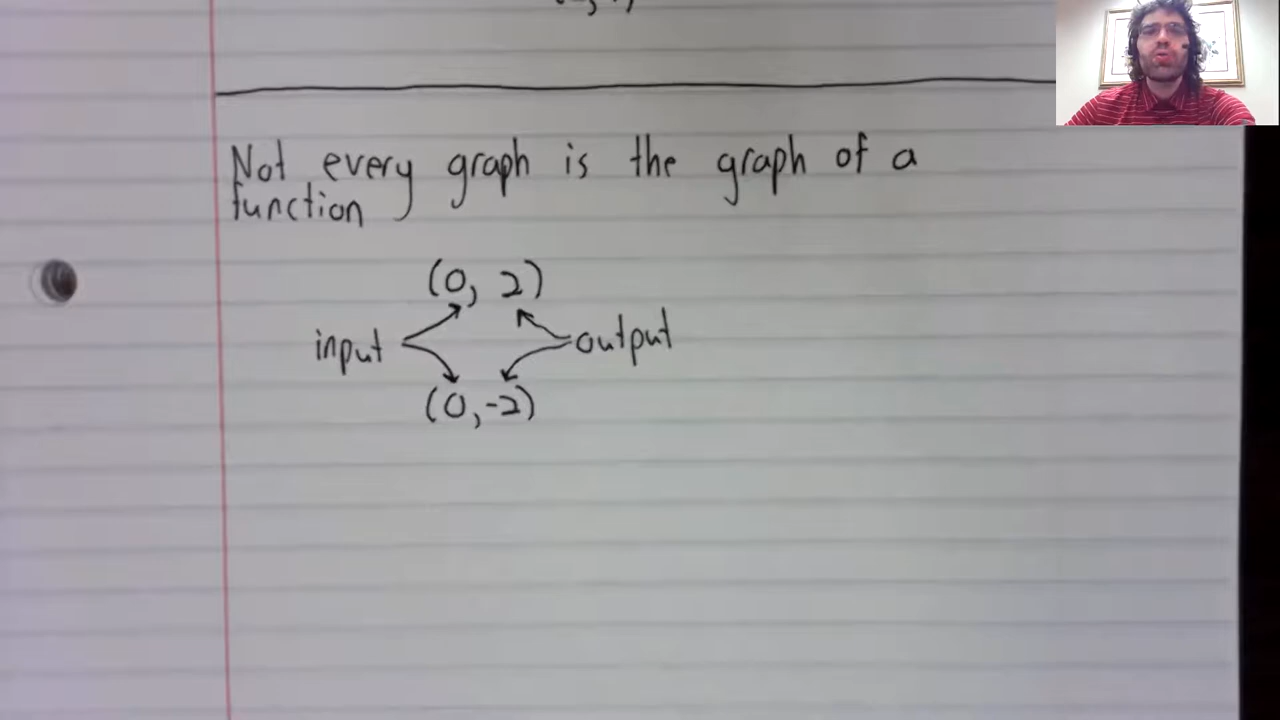 Not every graph is the graph of a
function
(0, 2)
input output
(0,-2)